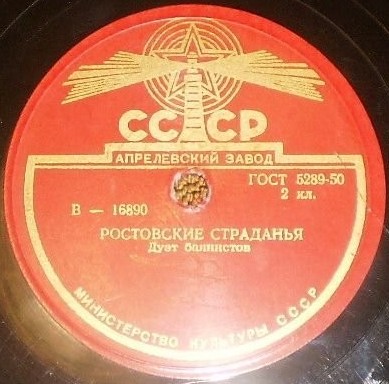 СССР
АПРЕЛЕВСКИЙ ЗАВОД
ГОСТ 5289-50
2 кл.
В — 16890
РОСТОВСКИЕ СТРАДАНЬЯ
Дуэт баянистов
МИНИСТЕРСТВО КУЛЬТУРЫ СССР